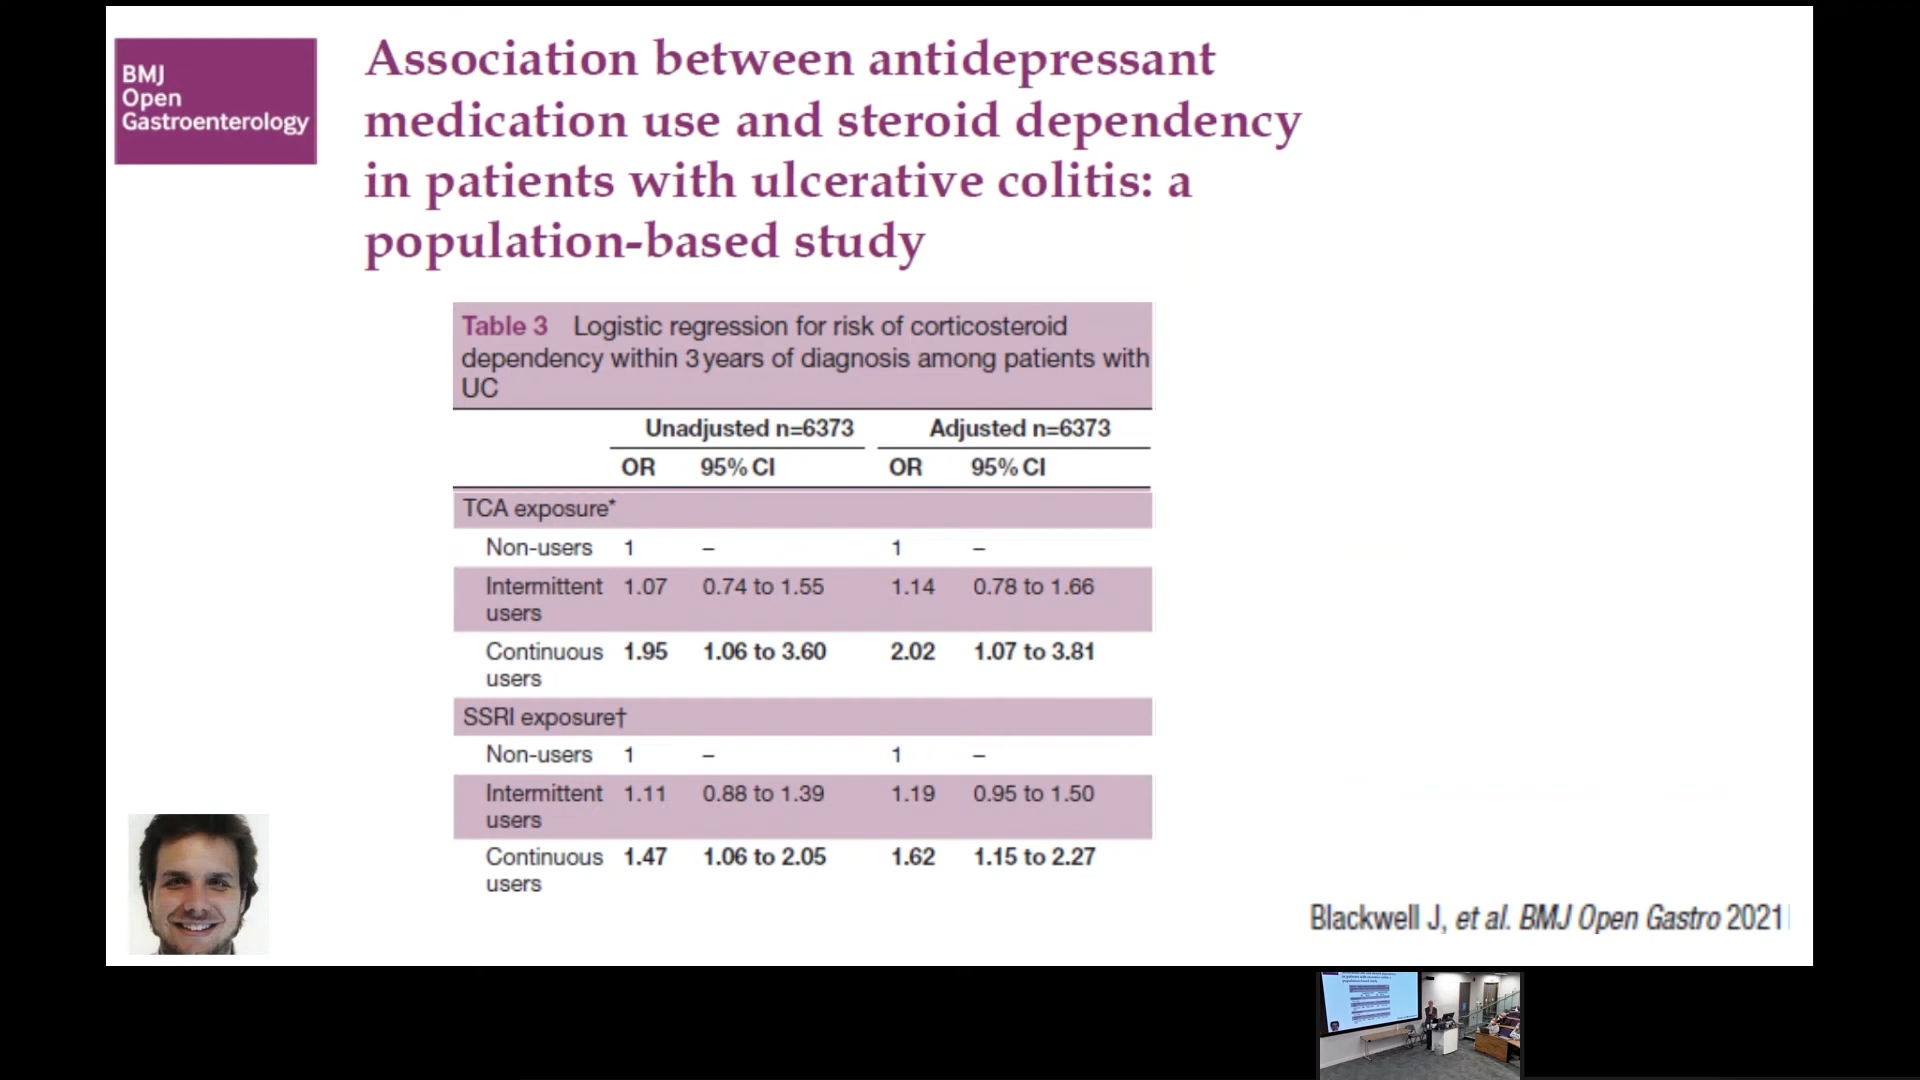 BMJ
Open
Gastroenterology
Association between antidepressant
medication use and steroid dependency
in patients with ulcerative colitis: a
population-based study
Table 3 Logistic regression for risk of corticosteroid
dependency within 3 years of diagnosis among patients with
UC
Unadjusted n=6373 Adjusted n=6373
OR 95% CI OR 95% CI
TCA exposure*
Non-users 1 – 1 –
Intermittent 1.07 0.74 to 1.55 1.14 0.78 to 1.66
users
Continuous 1.95 1.06 to 3.60 2.02 1.07 to 3.81
users
SSRI exposure†
Non-users 1 – 1 –
Intermittent 1.11 0.88 to 1.39 1.19 0.95 to 1.50
users
Continuous 1.47 1.06 to 2.05 1.62 1.15 to 2.27
users
Blackwell J, et al. BMJ Open Gastro 2021